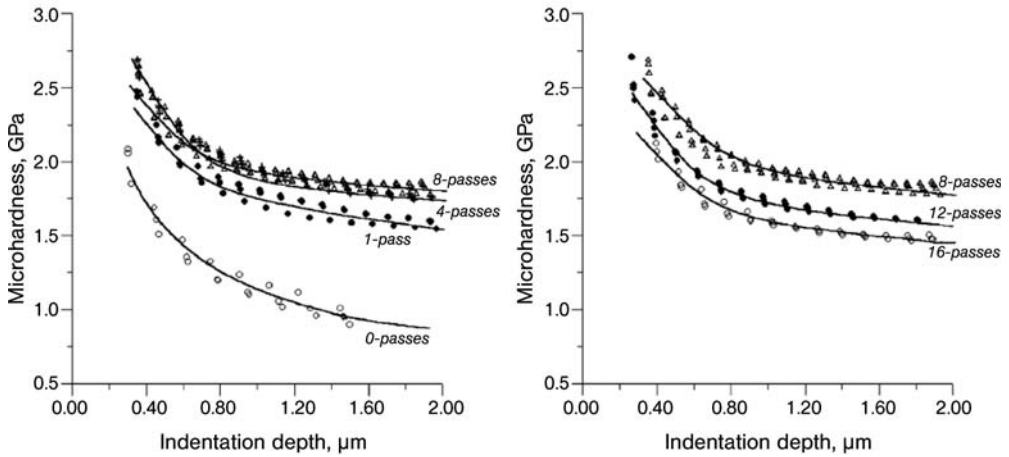 3.0
2.5
2.0
1.5
1.0
0.5
Microhardness, GPa
8-passes
4-passes
1-pass
0-passes
0.00 0.40 0.80 1.20 1.60 2.00
Indentation depth, µm
3.0
2.5
2.0
1.5
1.0
0.5
Microhardness, GPa
8-passes
12-passes
16-passes
0.00 0.40 0.80 1.20 1.60 2.00
Indentation depth, µm